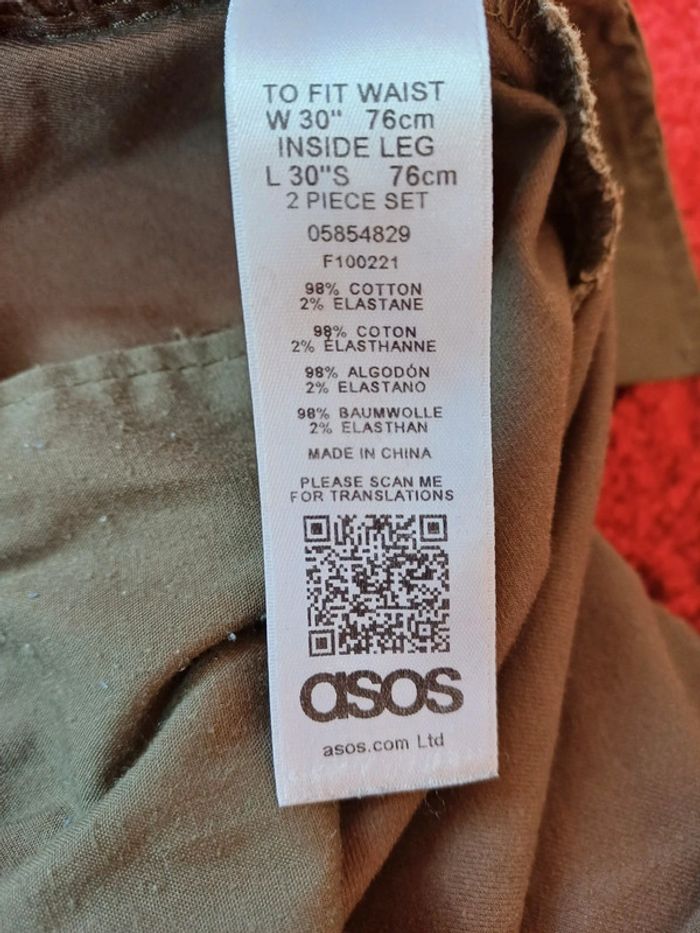 TO FIT WAIST
W 30" 76cm
INSIDE LEG
L 30"S 76cm
2 PIECE SET
05854829
F100221
98% COTTON
2% ELASTANE
98% COTON
2% ÉLASTHANNE
98% ALGODÓN
2% ELASTANO
98% BAUMWOLLE
2% ELASTHAN
MADE IN CHINA
PLEASE SCAN ME
FOR TRANSLATIONS
asos
asos.com Ltd